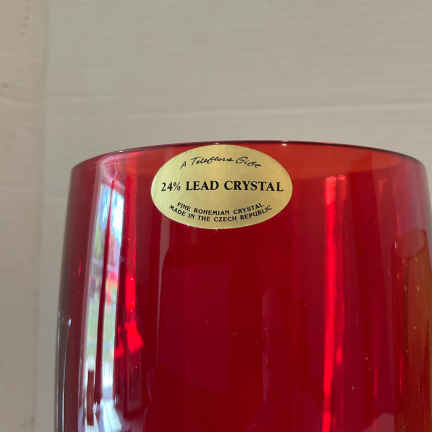 A Teleflora Gift
24% LEAD CRYSTAL
FINE BOHEMIAN CRYSTAL
MADE IN THE CZECH REPUBLIC